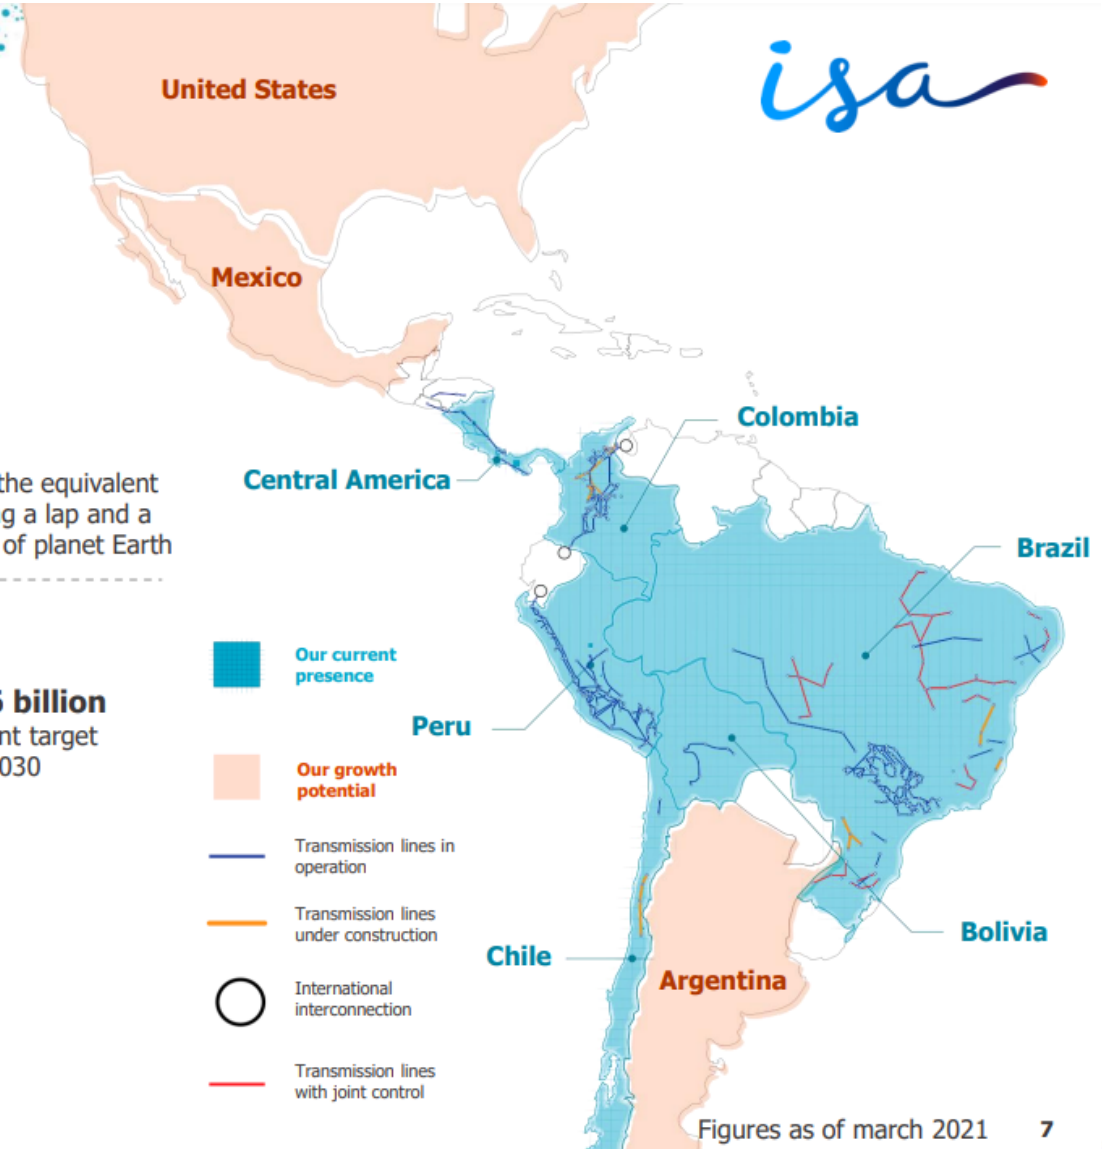 United States
isa
Mexico
Colombia
Central America
the equivalent
g a lap and a
of planet Earth
Brazil
Our current
presence
billion
Peru
nt target
030
Our growth
potential
Transmission lines in
operation
Transmission lines
under construction
Bolivia
Chile
Argentina
International
interconnection
Transmission lines
with joint control
Figures as of march 2021
7